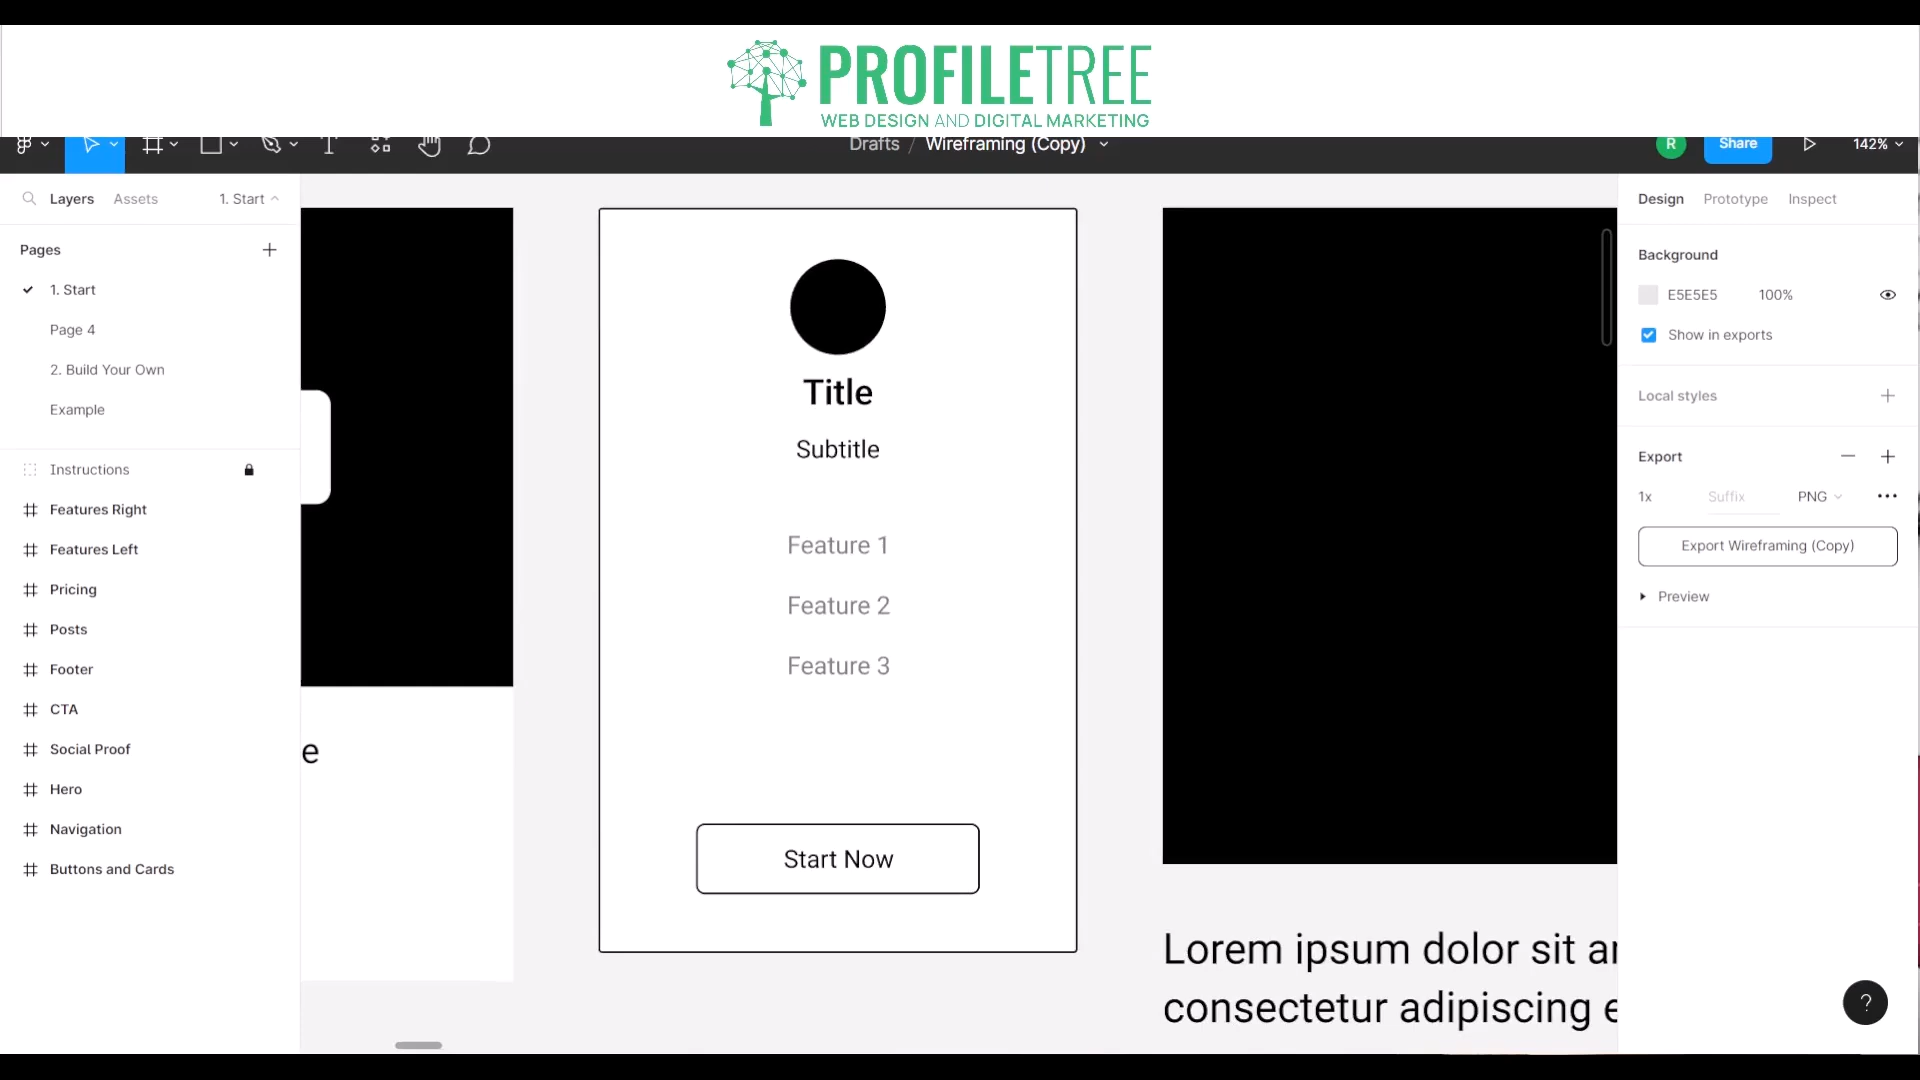 PROFILETREE
WEB DESIGN AND DIGITAL MARKETING
Drafts / Wireframing (Copy)
R
Share
142%
Layers
Assets
1. Start
Design
Prototype
Inspect
Pages
1. Start
Page 4
2. Build Your Own
Example
Instructions
Features Right
Features Left
Pricing
Posts
Footer
CTA
Social Proof
Hero
Navigation
Buttons and Cards
e
Title
Subtitle
Feature 1
Feature 2
Feature 3
Start Now
Lorem ipsum dolor sit
consectetur adipiscing e
Background
E5E5E5 100%
Show in exports
Local styles
Export
1x Suffix PNG
Export Wireframing (Copy)
Preview
?